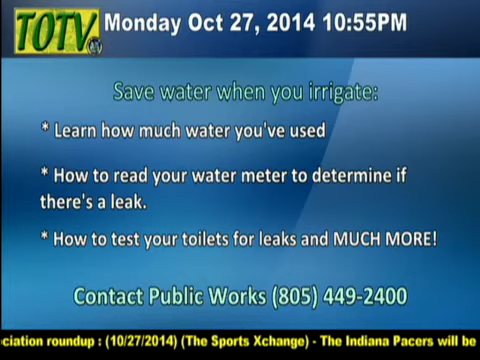 TOTV
Monday Oct 27, 2014 10:55PM
Save water when you irrigate:
* Learn how much water you've used
* How to read your water meter to determine if
there's a leak.
* How to test your toilets for leaks and MUCH MORE!
Contact Public Works (805) 449-2400
ciation roundup : (10/27/2014) (The Sports Xchange) - The Indiana Pacers will be